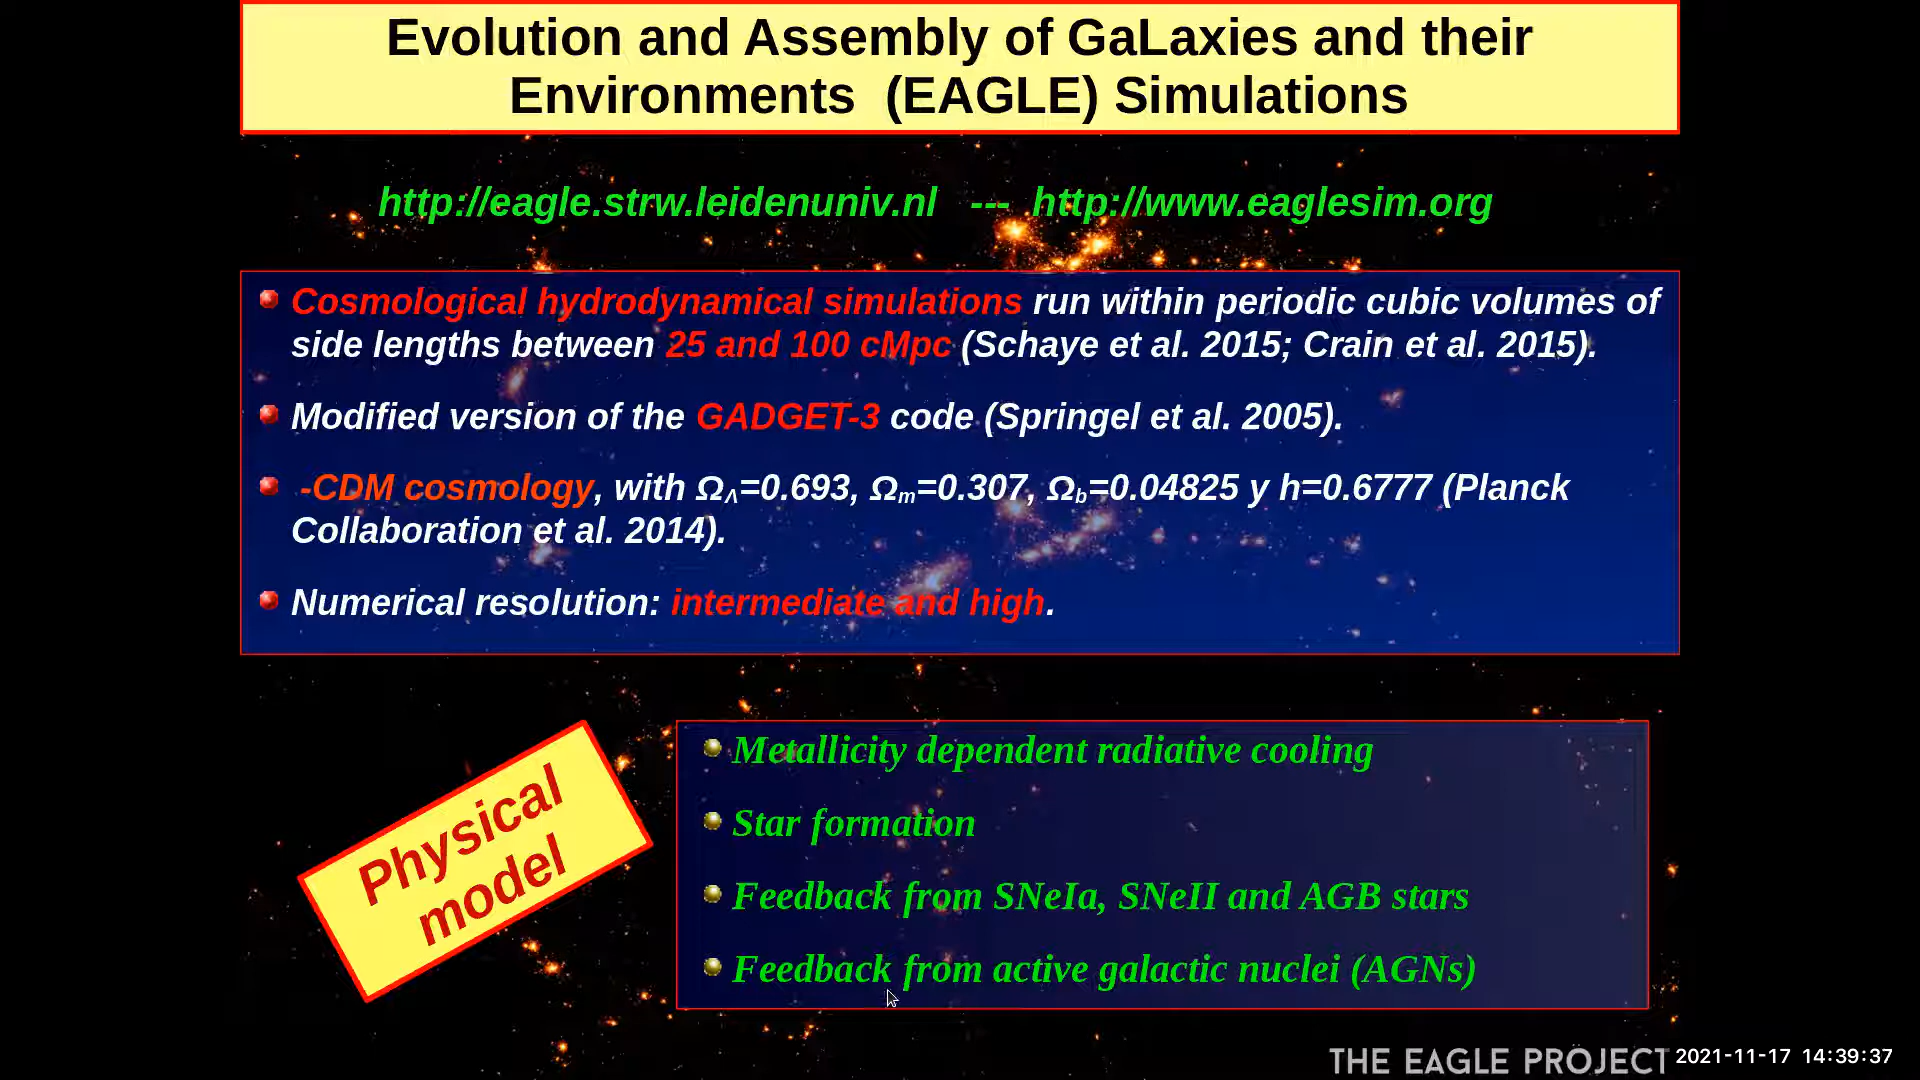 Evolution and Assembly of GaLaxies and their
Environments (EAGLE) Simulations
http://eagle.strw.leidenuniv.nl --- http://www.eaglesim.org
Cosmological hydrodynamical simulations run within periodic cubic volumes of
side lengths between 25 and 100 cMpc (Schaye et al. 2015; Crain et al. 2015).
Modified version of the GADGET-3 code (Springel et al. 2005).
-CDM cosmology, with ΩΛ=0.693, Ωm=0.307, Ωb=0.04825 y h=0.6777 (Planck
Collaboration et al. 2014).
Numerical resolution: intermediate and high.
Physical
model
Metallicity dependent radiative cooling
Star formation
Feedback from SNeIa, SNeII and AGB stars
Feedback from active galactic nuclei (AGNs)
THE EAGLE PROJECT
2021-11-17 14:39:37